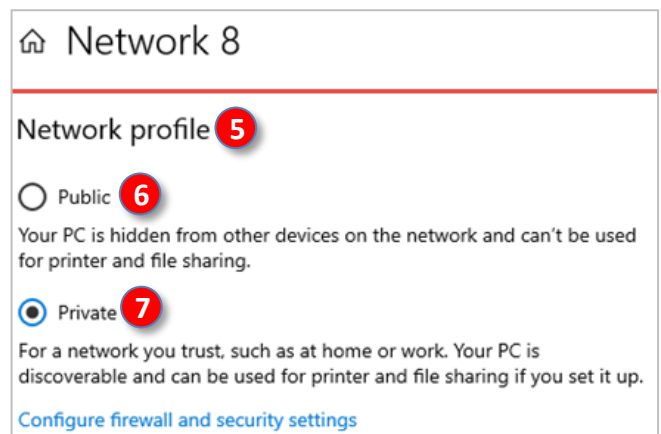 Network 8
Network profile 5
Public 6
Your PC is hidden from other devices on the network and can't be used
for printer and file sharing.
Private 7
For a network you trust, such as at home or work. Your PC is
discoverable and can be used for printer and file sharing if you set it up.
Configure firewall and security settings